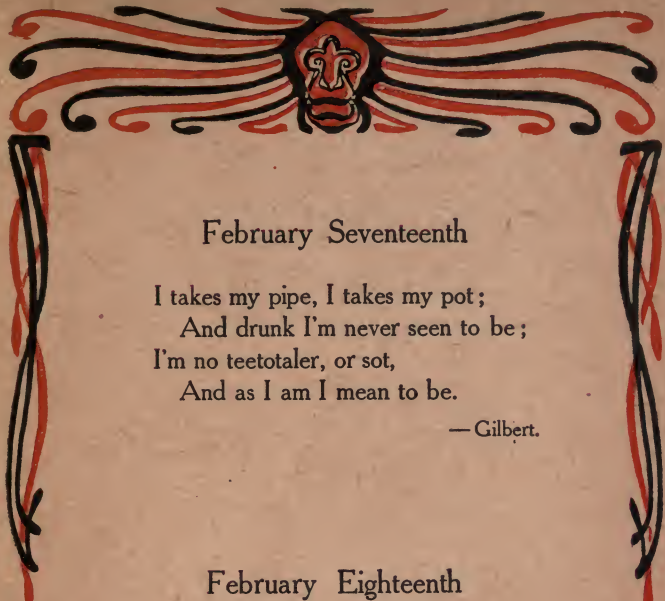 February Seventeenth
I takes my pipe, I takes my pot;
And drunk I'm never seen to be;
I'm no teetotaler, or sot,
And as I am I mean to be.
— Gilbert.
February Eighteenth